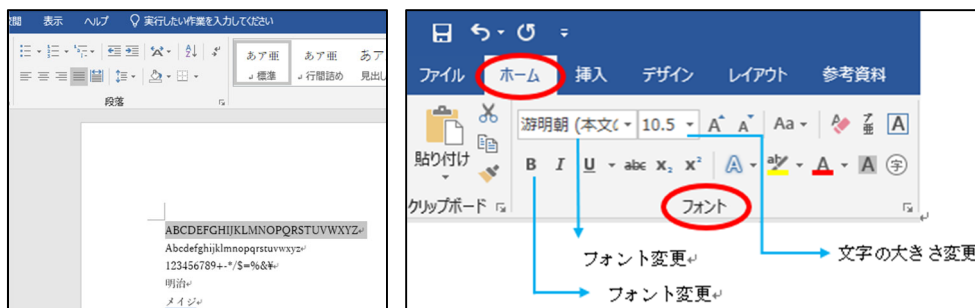 閲 表示 ヘルプ 実行したい作業を入力してください
あア亜 あア亜 あア
標準 行間詰め 見出し
段落
ABCDEFGHIJKLMNOPQRSTUVWXYZ
Abcdefghijklmnopqrstuvwxyz
123456789+-*/$=%&¥
明治
メイジ
ファイル ホーム 挿入 デザイン レイアウト 参考資料
游明朝 (本文( 10.5 A A Aa ア亜 A
貼り付け
B I U abc X₂ X² A aby A A 字
クリップボード フォント
フォント変更
文字の大きさ変更
フォント変更